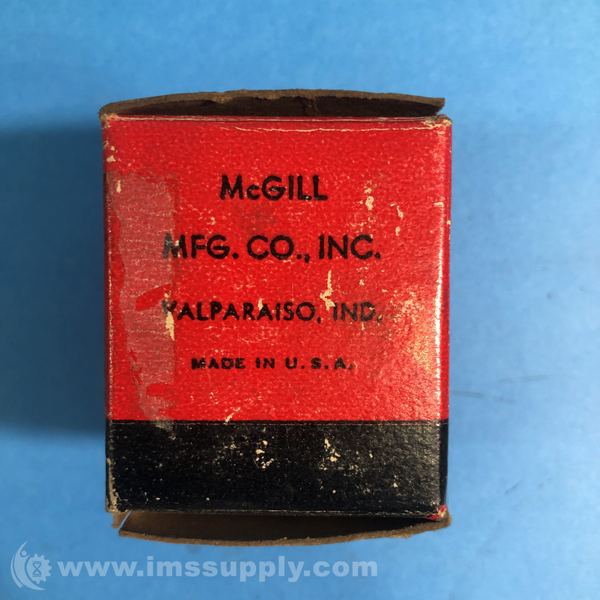 McGILL
MFG. CO., INC.
VALPARAISO, IND.
MADE IN U.S.A.
www.imssupply.com